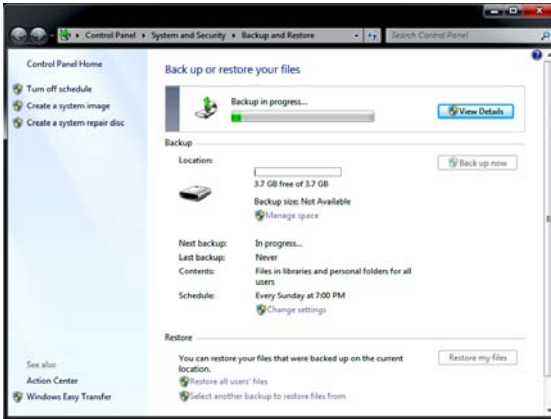 Control Panel ▸ System and Security ▸ Backup and Restore
Search Control Panel
Control Panel Home
Turn off schedule
Create a system image
Create a system repair disc
See also
Action Center
Windows Easy Transfer
Back up or restore your files
Backup in progress...
View Details
Backup
Location:
Back up now
3.7 GB free of 3.7 GB
Backup size: Not Available
Manage space
Next backup: In progress...
Last backup: Never
Contents: Files in libraries and personal folders for all
users
Schedule: Every Sunday at 7:00 PM
Change settings
Restore
You can restore your files that were backed up on the current
location.
Restore my files
Restore all users' files
Select another backup to restore files from